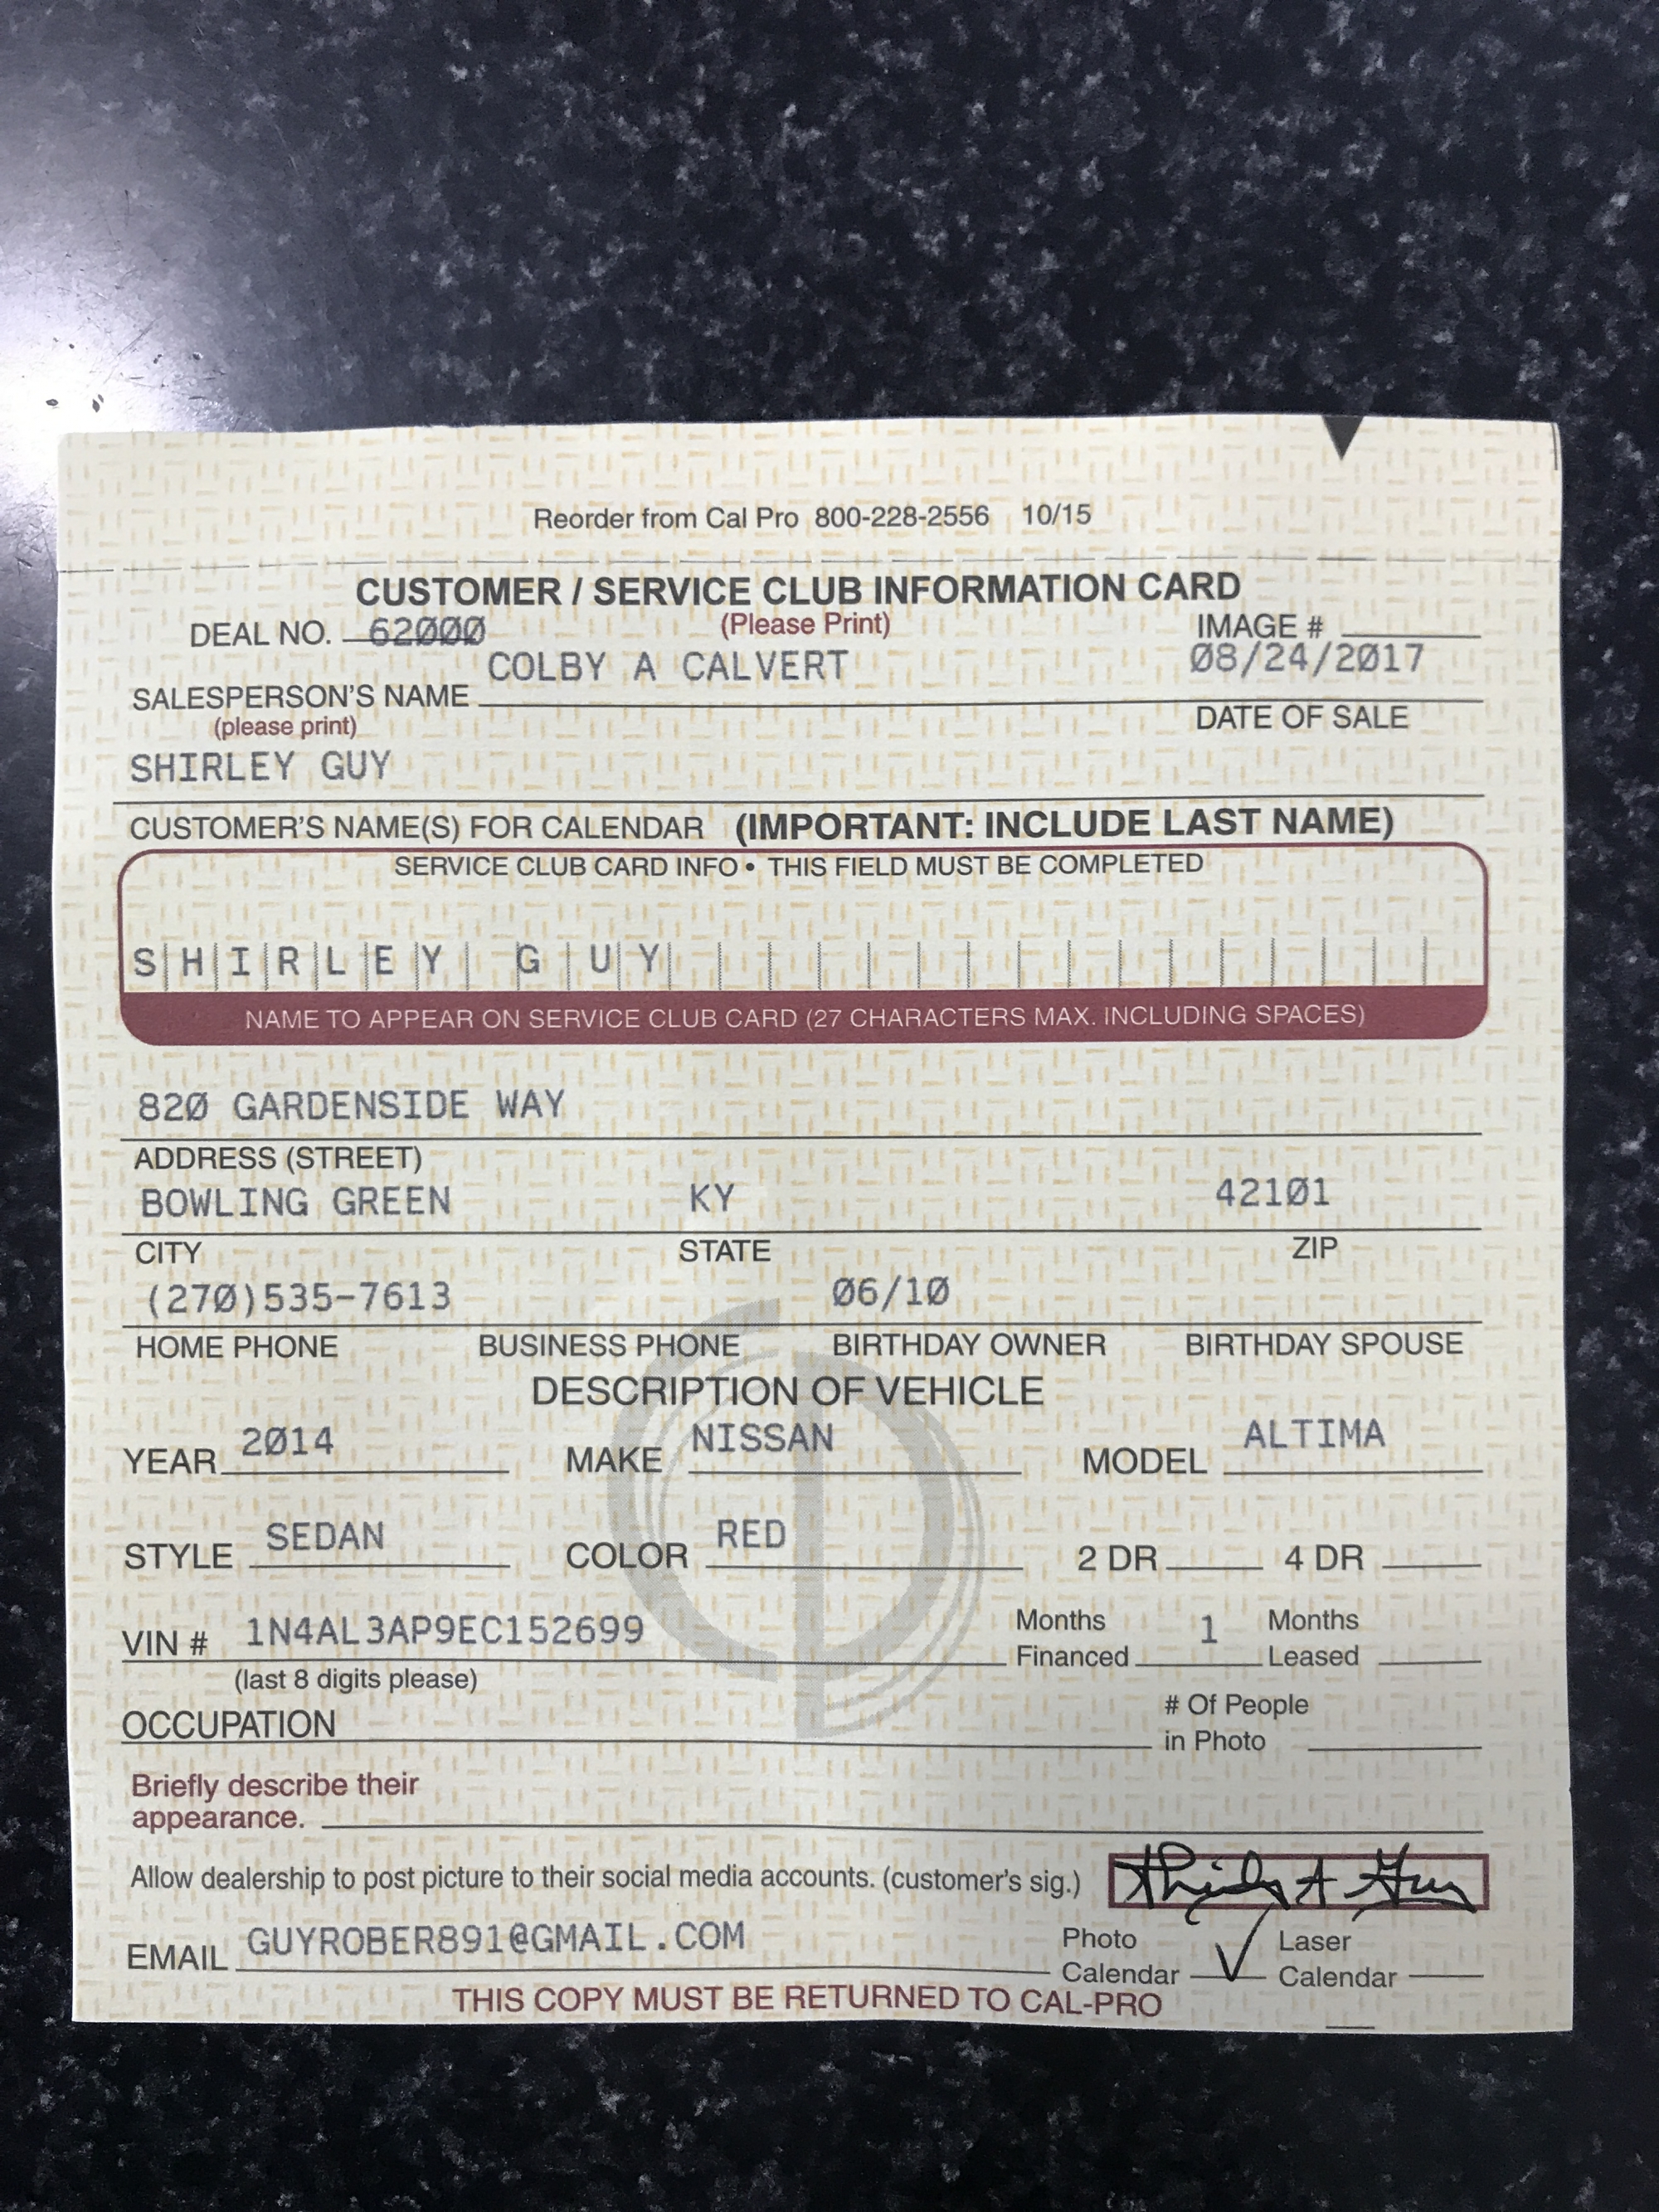 Reorder from Cal Pro 800-228-2556 10/15
CUSTOMER / SERVICE CLUB INFORMATION CARD
DEAL NO. 62000 (Please Print) IMAGE #
COLBY A CALVERT 08/24/2017
SALESPERSON'S NAME DATE OF SALE
(please print)
SHIRLEY GUY
CUSTOMER'S NAME(S) FOR CALENDAR (IMPORTANT: INCLUDE LAST NAME)
SERVICE CLUB CARD INFO • THIS FIELD MUST BE COMPLETED
SHIRLEY GUY
NAME TO APPEAR ON SERVICE CLUB CARD (27 CHARACTERS MAX. INCLUDING SPACES)
820 GARDENSIDE WAY
ADDRESS (STREET)
BOWLING GREEN KY 42101
CITY STATE ZIP
(270)535-7613 06/10
HOME PHONE BUSINESS PHONE BIRTHDAY OWNER BIRTHDAY SPOUSE
DESCRIPTION OF VEHICLE
YEAR 2014 MAKE NISSAN MODEL ALTIMA
STYLE SEDAN COLOR RED 2 DR 4 DR
VIN # 1N4AL3AP9EC152699 Months Financed 1 Months Leased
(last 8 digits please)
OCCUPATION # Of People in Photo
Briefly describe their
appearance.
Allow dealership to post picture to their social media accounts. (customer's sig.) Shirley A Guy
EMAIL GUYROBER891@GMAIL.COM Photo Calendar ✓ Laser Calendar
THIS COPY MUST BE RETURNED TO CAL-PRO